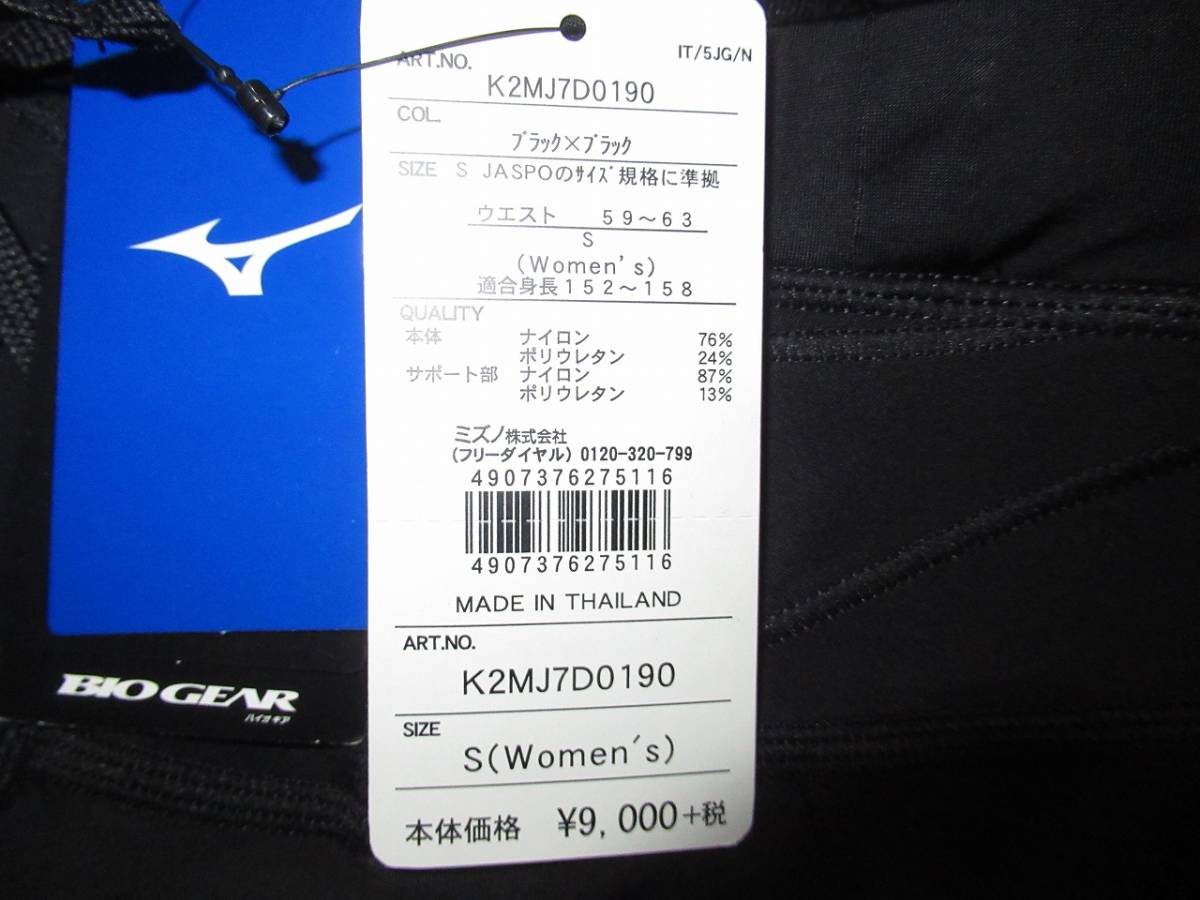 IT/5JG/N
ART.NO.
K2MJ7D0190
COL.
ブラック×ブラック
SIZE S JASPOのサイズ規格に準拠
ウエスト 59~63
S
(Women's)
適合身長152~158
QUALITY
本体 ナイロン 76%
ポリウレタン 24%
サポート部 ナイロン 87%
ポリウレタン 13%
ミズノ株式会社
(フリーダイヤル) 0120-320-799
4907376275116
4907376275116
MADE IN THAILAND
ART.NO.
K2MJ7D0190
SIZE
S(Women's)
本体価格 ¥9,000+税
BIO GEAR
バイオギア